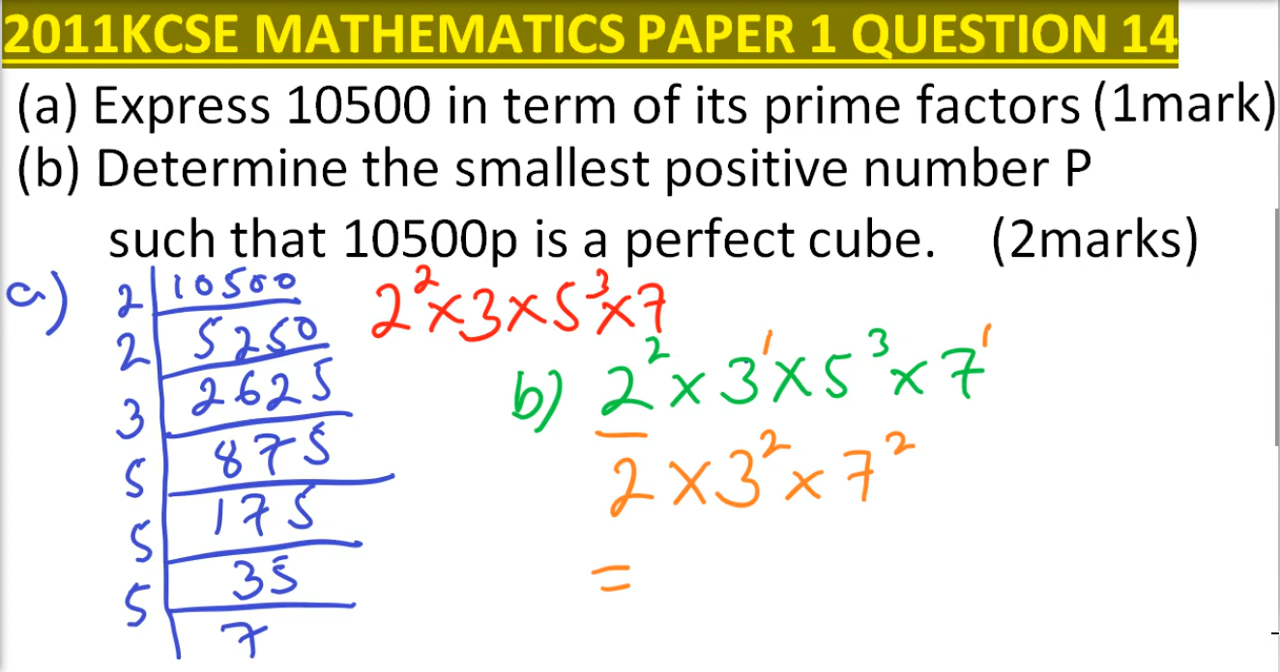 2011KCSE MATHEMATICS PAPER 1 QUESTION 14
(a) Express 10500 in term of its prime factors (1mark)
(b) Determine the smallest positive number P
such that 10500p is a perfect cube. (2marks)
a)
2 | 10500
2 | 5250
3 | 2625
5 | 875
5 | 175
5 | 35
7
2² × 3 × 5³ × 7
b) 2² × 3¹ × 5³ × 7¹
2 × 3² × 7²
=